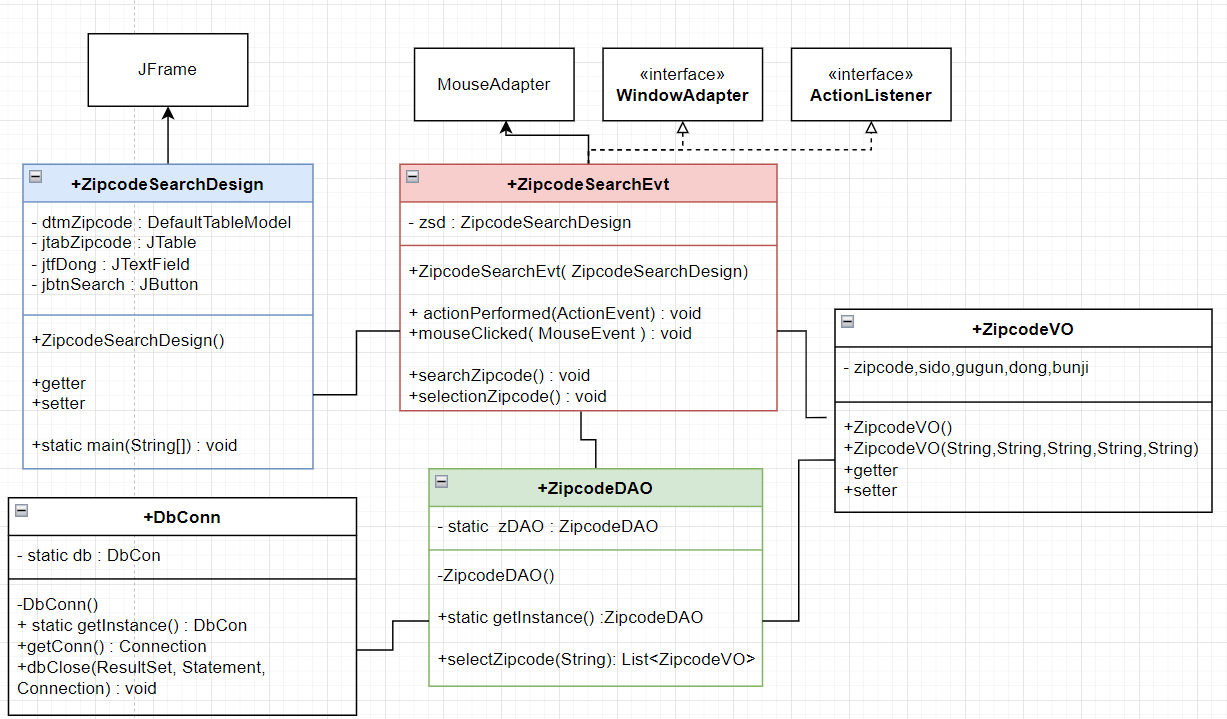 JFrame
MouseAdapter
«interface»
WindowAdapter
«interface»
ActionListener
+ZipcodeSearchDesign
- dtmZipcode : DefaultTableModel
- jtabZipcode : JTable
- jtfDong : JTextField
- jbtnSearch : JButton
+ZipcodeSearchDesign()
+getter
+setter
+static main(String[]) : void
+ZipcodeSearchEvt
- zsd : ZipcodeSearchDesign
+ZipcodeSearchEvt( ZipcodeSearchDesign)
+ actionPerformed(ActionEvent) : void
+mouseClicked( MouseEvent ) : void
+searchZipcode() : void
+selectionZipcode() : void
+ZipcodeVO
- zipcode,sido,gugun,dong,bunji
+ZipcodeVO()
+ZipcodeVO(String,String,String,String,String)
+getter
+setter
+DbConn
- static db : DbCon
-DbConn()
+ static getInstance() : DbCon
+getConn() : Connection
+dbClose(ResultSet, Statement,
Connection) : void
+ZipcodeDAO
- static  zDAO : ZipcodeDAO
-ZipcodeDAO()
+static getInstance() :ZipcodeDAO
+selectZipcode(String): List<ZipcodeVO>